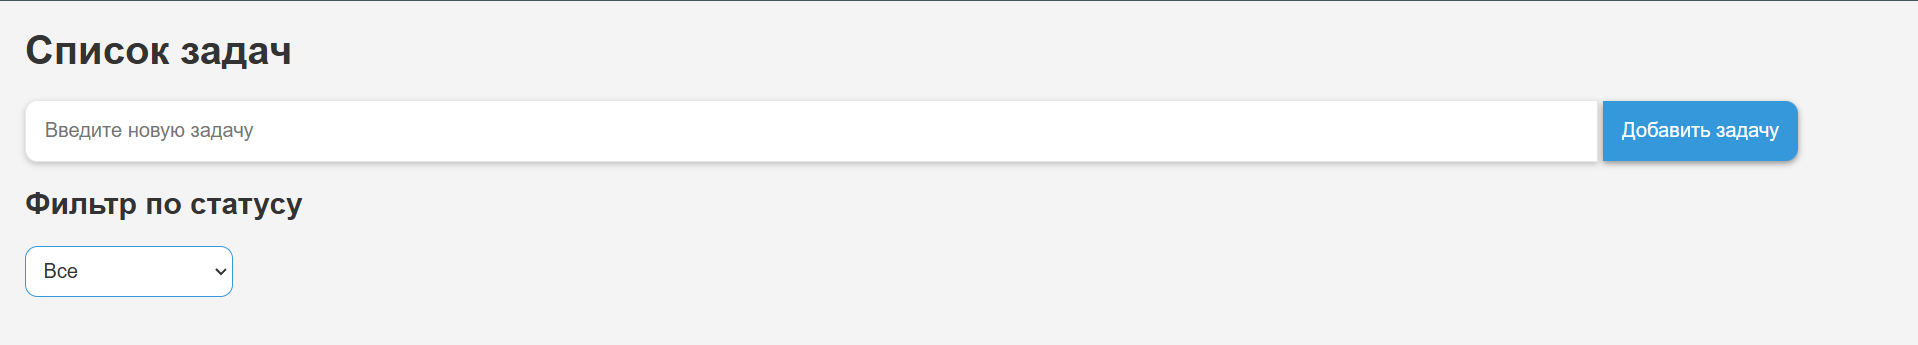 Список задач
Введите новую задачу
Добавить задачу
Фильтр по статусу
Все